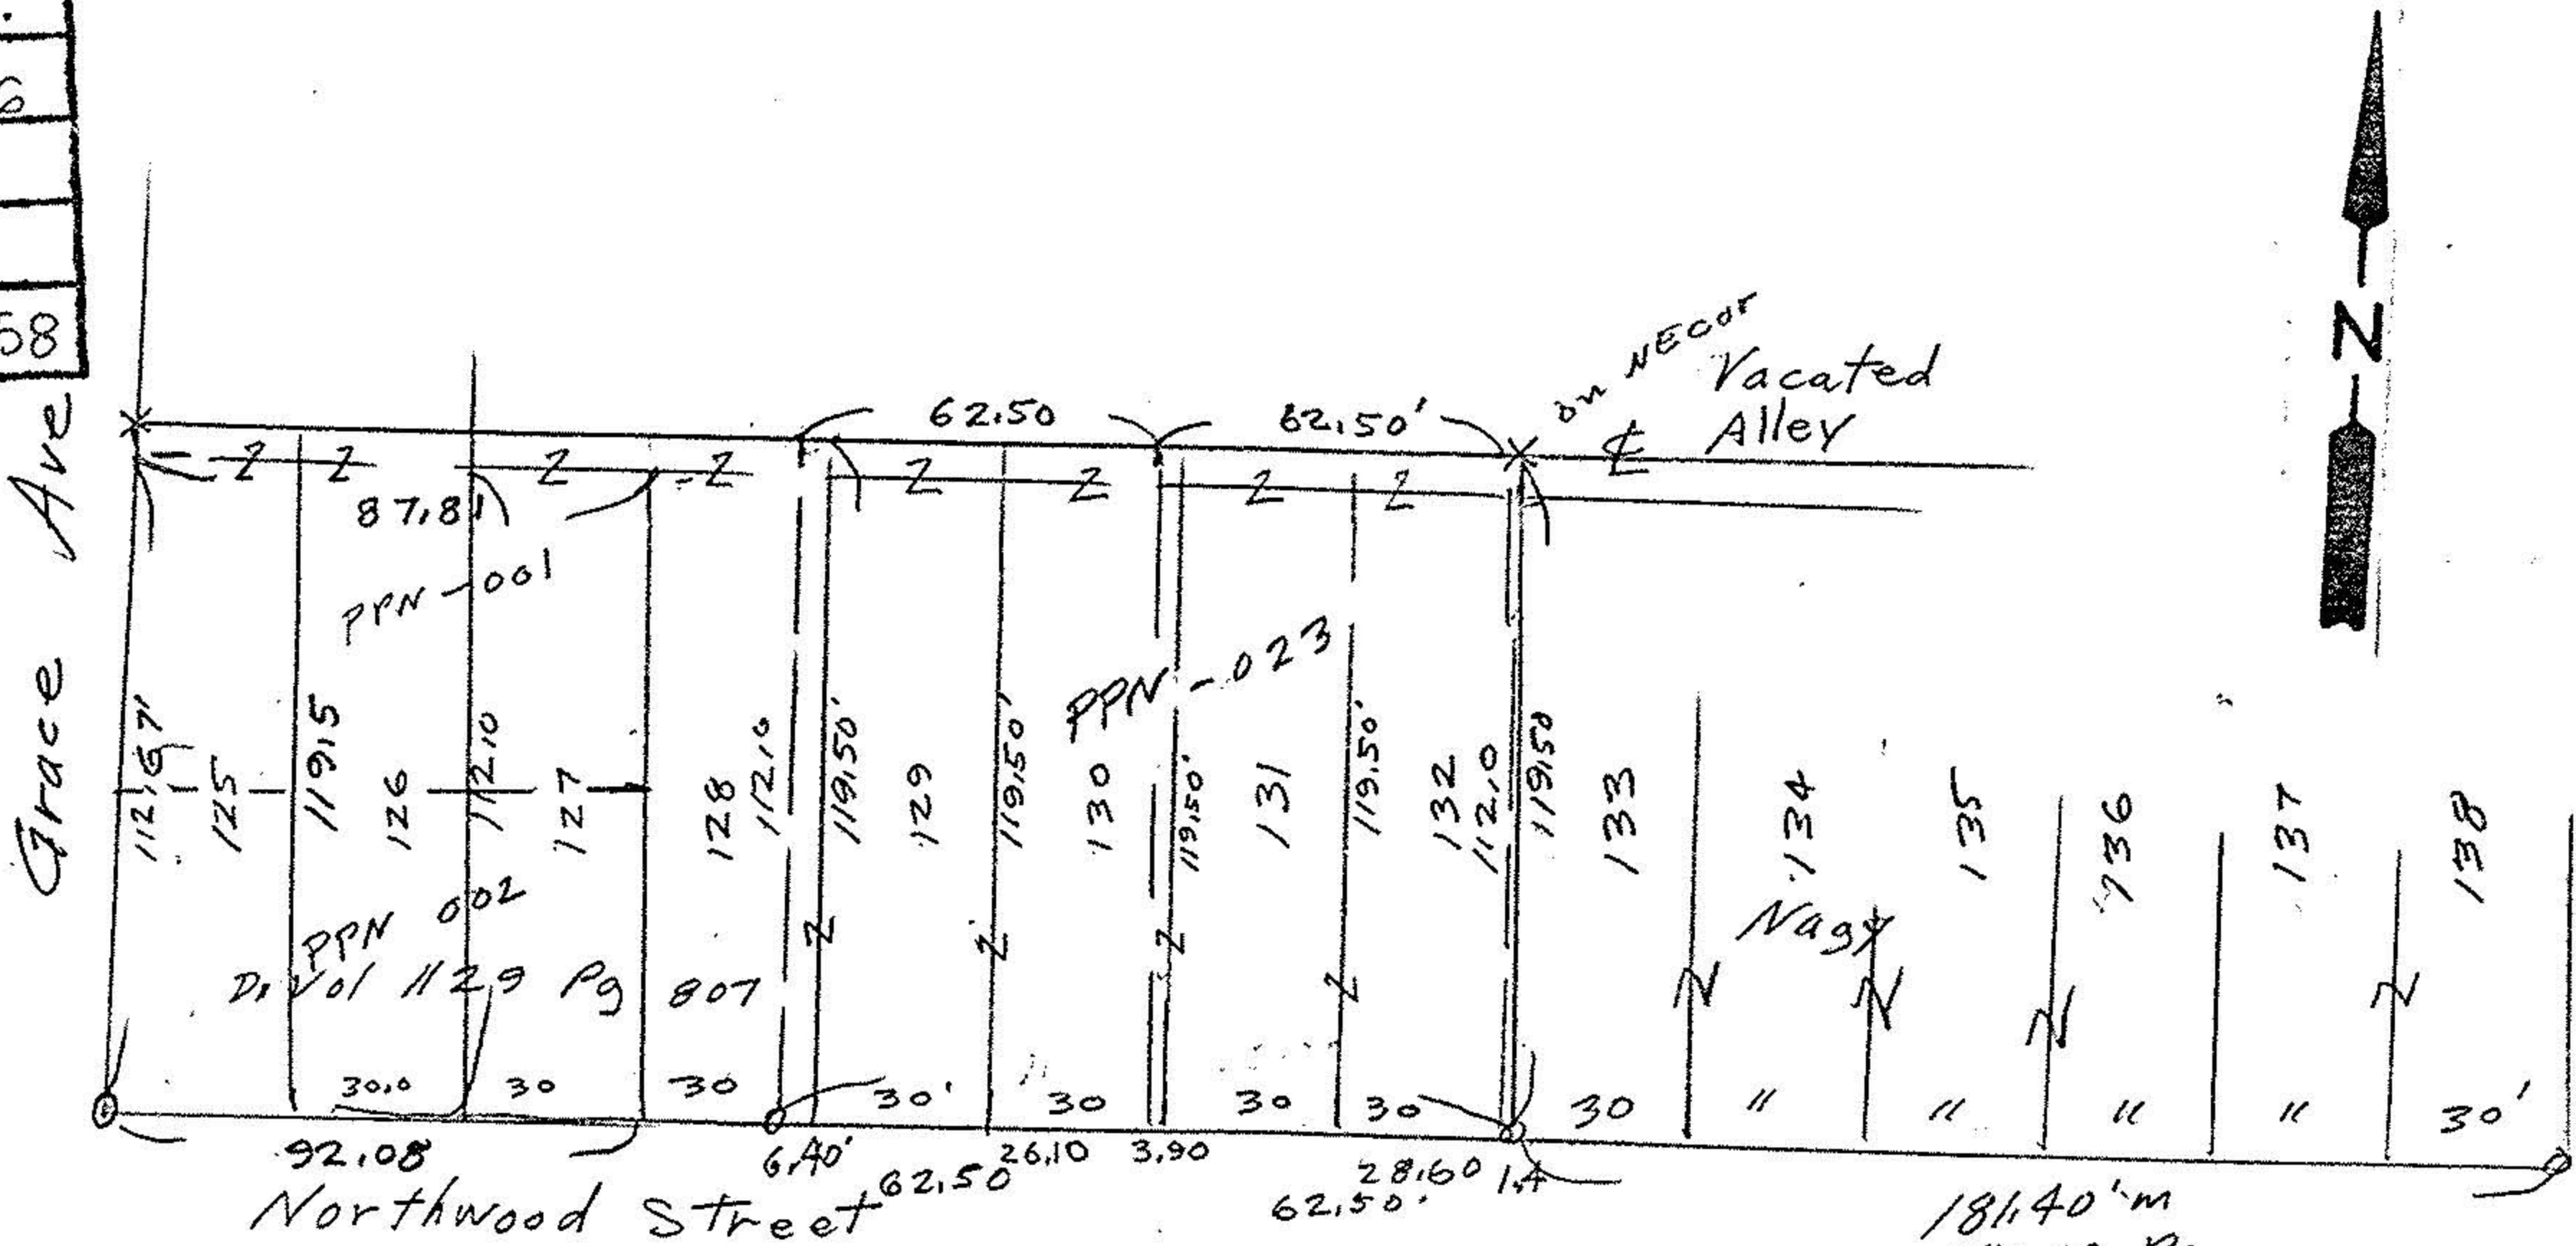 6
58
Grace Ave
on NECor
Vacated
Alley
℄
N
62.50
62.50'
Z Z Z Z Z Z Z Z
87.81
PPN - 001
PPN - 023
112.67'
125
119.5
126
112.10
127
128
112.0
119.50'
129
119.50'
130
119.50'
131
119.50'
132
112.0
119.50
133
134
135
136
137
138
Nagy
PPN 002
D. Vol 1129 Pg 807
30.0 30 30 30' 30 30 30 30 " " " " 30'
92.08
6.40'
26.10
3.90
28.60
1.4
62.50
62.50'
Northwood Street
181.40'm